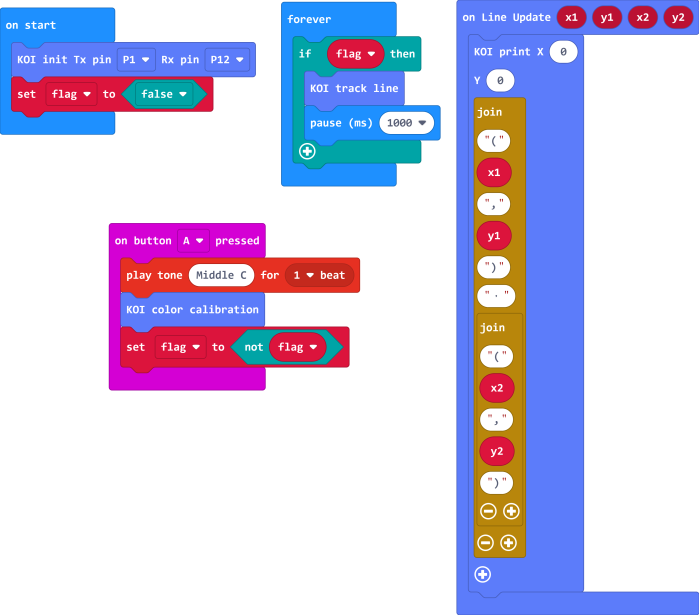 on start
KOI init Tx pin P1 Rx pin P12
set flag to false
forever
if flag then
KOI track line
pause (ms) 1000
on button A pressed
play tone Middle C for 1 beat
KOI color calibration
set flag to not flag
on Line Update x1 y1 x2 y2
KOI print X 0
Y 0
join
"("
x1
","
y1
")"
"·"
join
"("
x2
","
y2
")"